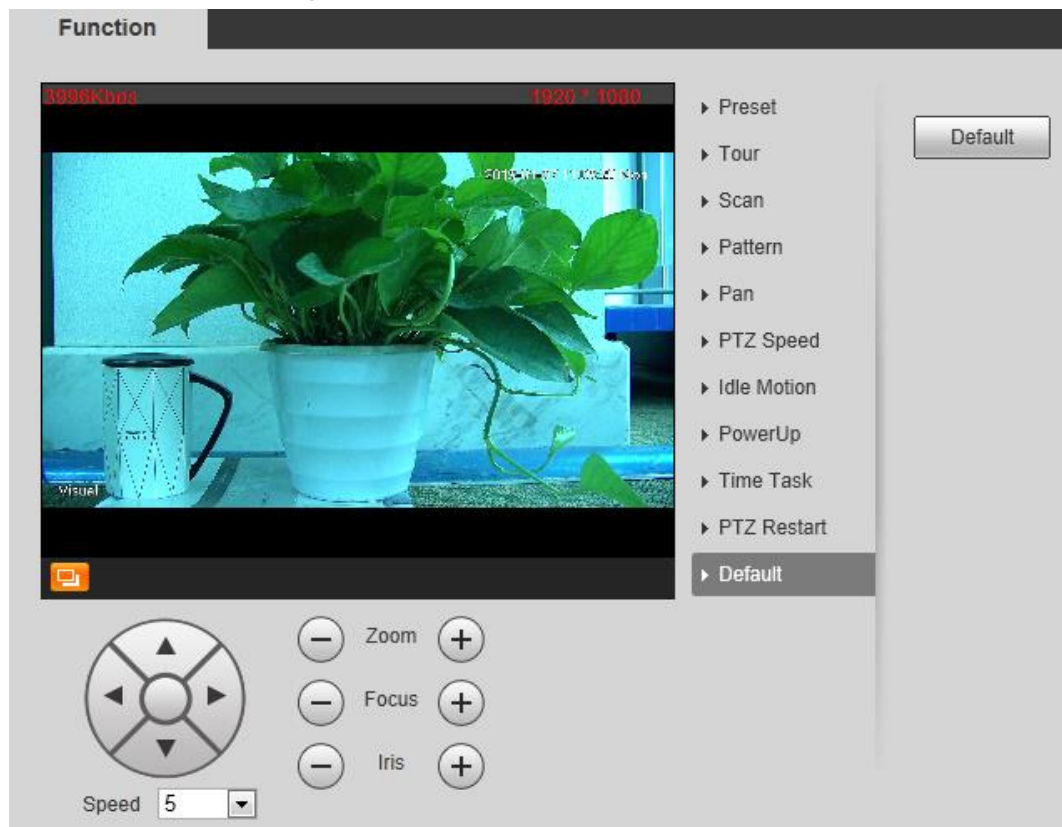 Function
3996Kbps
1920 * 1080
Visuel
Preset
Tour
Scan
Pattern
Pan
PTZ Speed
Idle Motion
PowerUp
Time Task
PTZ Restart
Default
Default
Zoom
Focus
Iris
Speed 5